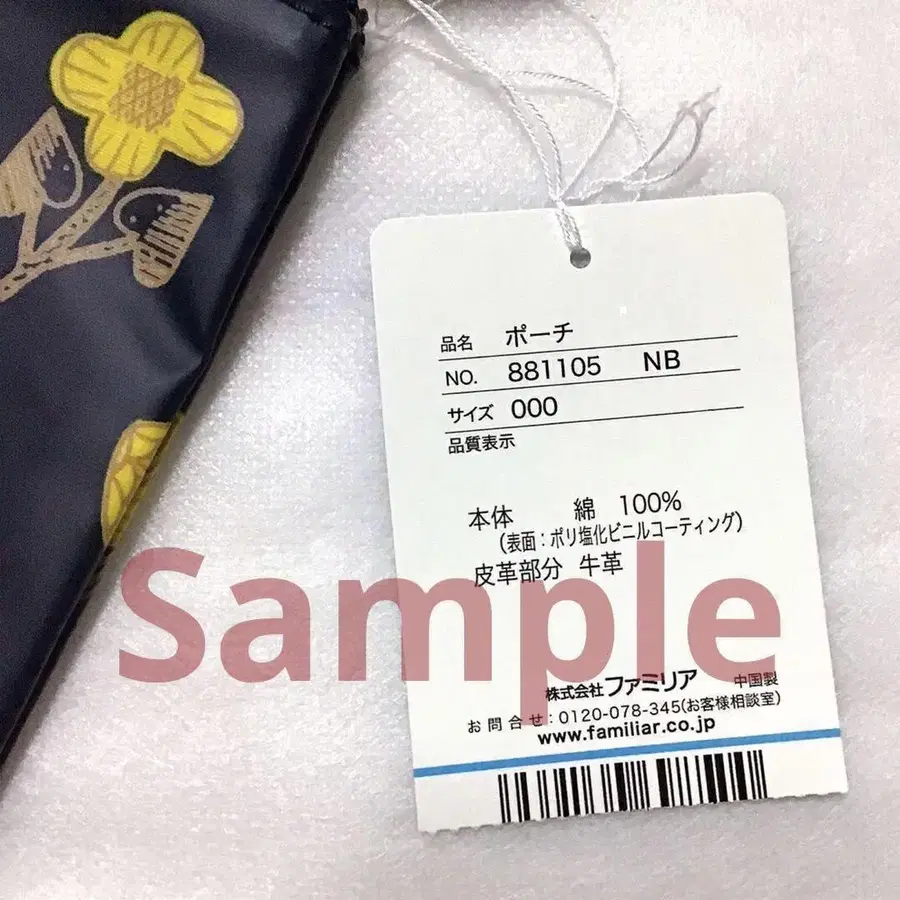 品名 ポーチ
NO. 881105 NB
サイズ 000
品質表示
本体 綿 100%
(表面:ポリ塩化ビニルコーティング)
皮革部分 牛革
Sample
株式会社ファミリア 中国製
お問合せ:0120-078-345(お客様相談室)
www.familiar.co.jp